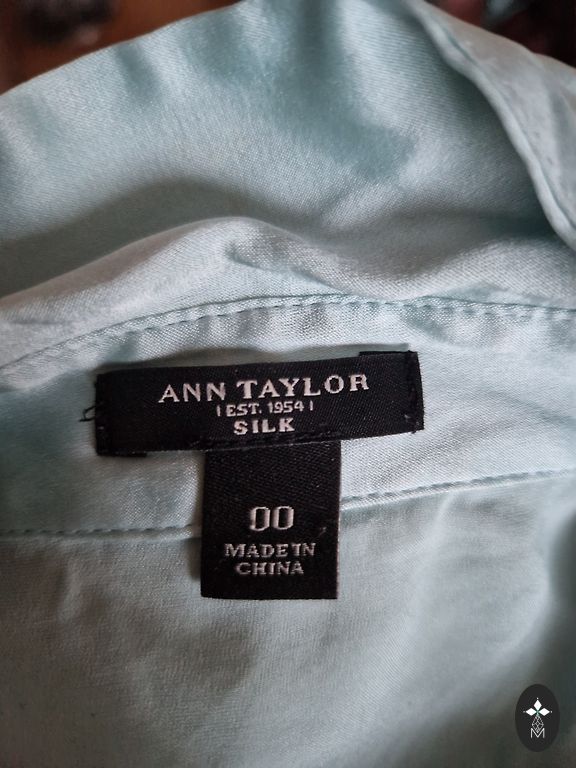 ANN TAYLOR
| EST. 1954 |
SILK
00
MADE IN
CHINA
M